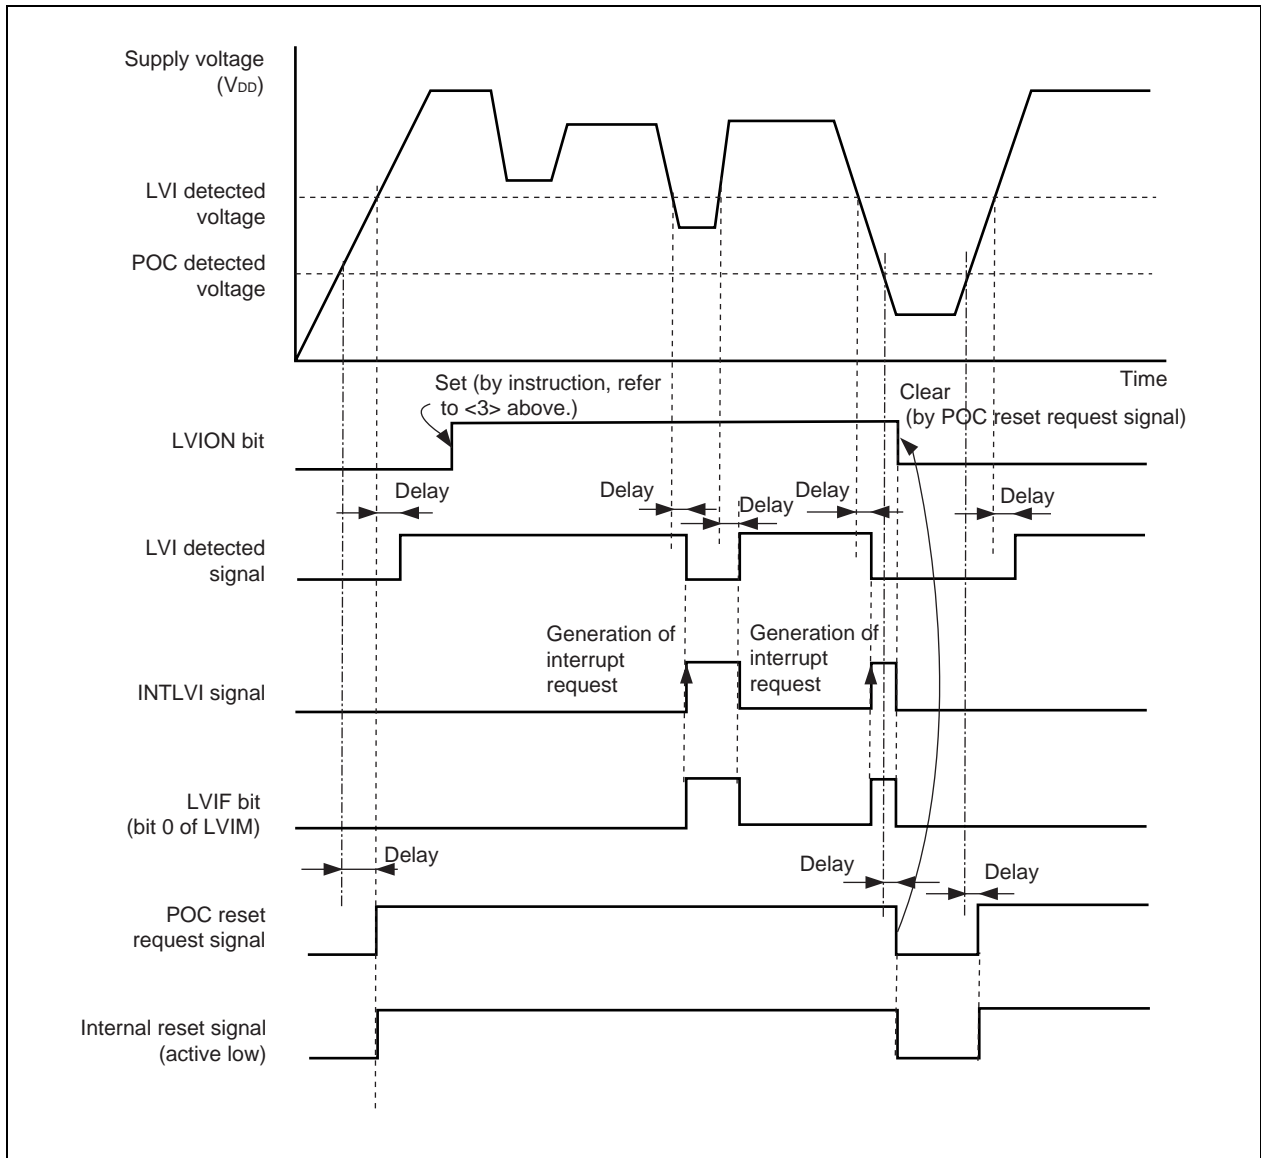 Supply voltage
(VDD)
LVI detected
voltage
POC detected
voltage
Time
Set (by instruction, refer
to <3> above.)
Clear
(by POC reset request signal)
LVION bit
Delay
Delay
Delay
Delay
Delay
LVI detected
signal
Generation of
interrupt
request
Generation of
interrupt
request
INTLVI signal
LVIF bit
(bit 0 of LVIM)
Delay
Delay
Delay
POC reset
request signal
Internal reset signal
(active low)